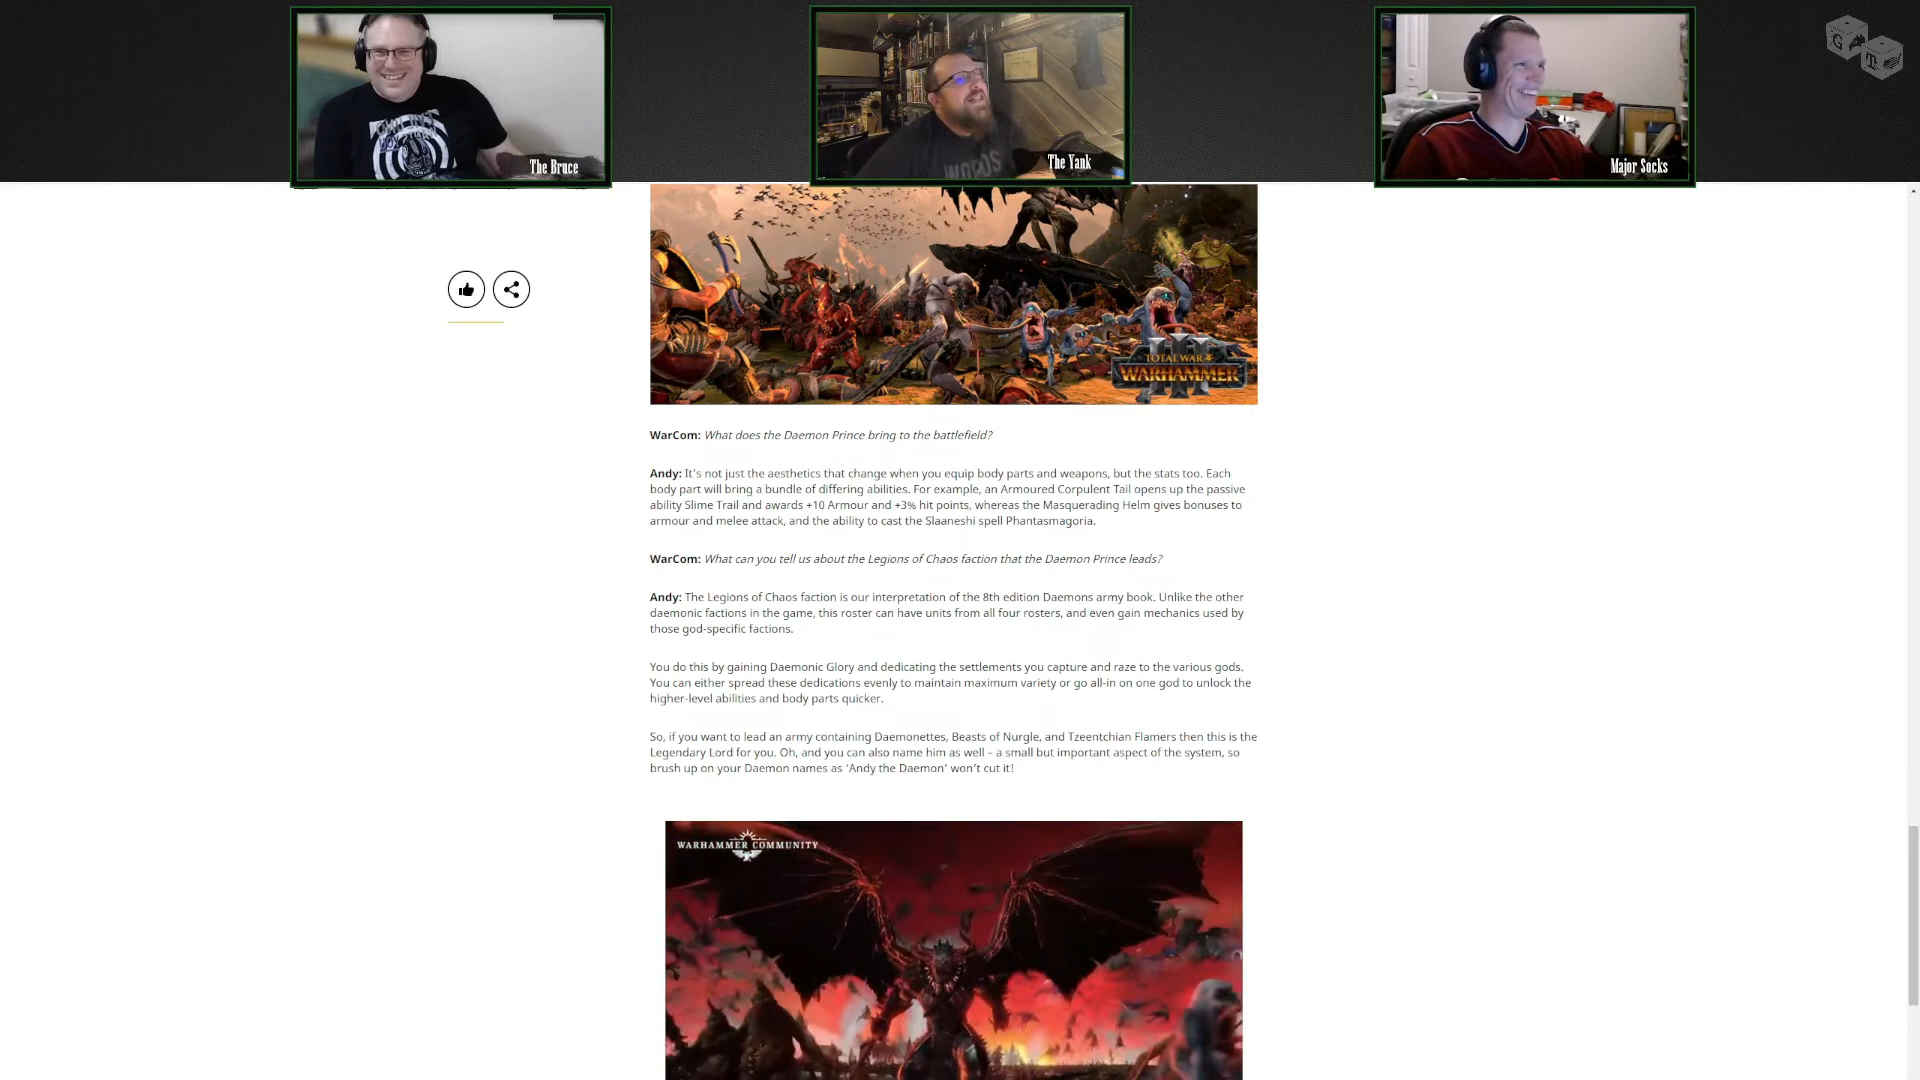 The Bruce
The Yank
Major Socks
TOTAL WAR
WARHAMMER
III
WarCom: What does the Daemon Prince bring to the battlefield?
Andy: It's not just the aesthetics that change when you equip body parts and weapons, but the stats too. Each
body part will bring a bundle of differing abilities. For example, an Armoured Corpulent Tail opens up the passive
ability Slime Trail and awards +10 Armour and +3% hit points, whereas the Masquerading Helm gives bonuses to
armour and melee attack, and the ability to cast the Slaaneshi spell Phantasmagoria.
WarCom: What can you tell us about the Legions of Chaos faction that the Daemon Prince leads?
Andy: The Legions of Chaos faction is our interpretation of the 8th edition Daemons army book. Unlike the other
daemonic factions in the game, this roster can have units from all four rosters, and even gain mechanics used by
those god-specific factions.
You do this by gaining Daemonic Glory and dedicating the settlements you capture and raze to the various gods.
You can either spread these dedications evenly to maintain maximum variety or go all-in on one god to unlock the
higher-level abilities and body parts quicker.
So, if you want to lead an army containing Daemonettes, Beasts of Nurgle, and Tzeentchian Flamers then this is the
Legendary Lord for you. Oh, and you can also name him as well – a small but important aspect of the system, so
brush up on your Daemon names as ‘Andy the Daemon’ won’t cut it!
WARHAMMER COMMUNITY